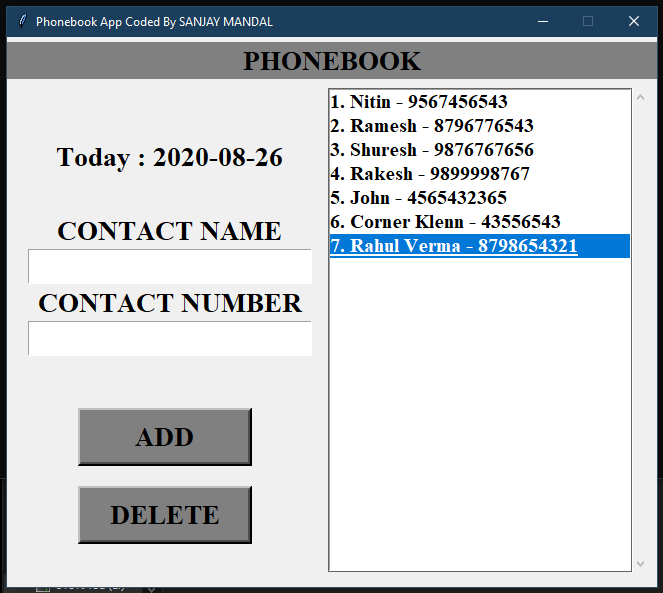 Phonebook App Coded By SANJAY MANDAL
PHONEBOOK
Today : 2020-08-26
CONTACT NAME
CONTACT NUMBER
ADD
DELETE
1. Nitin - 9567456543
2. Ramesh - 8796776543
3. Shuresh - 9876767656
4. Rakesh - 9899998767
5. John - 4565432365
6. Corner Klenn - 43556543
7. Rahul Verma - 8798654321